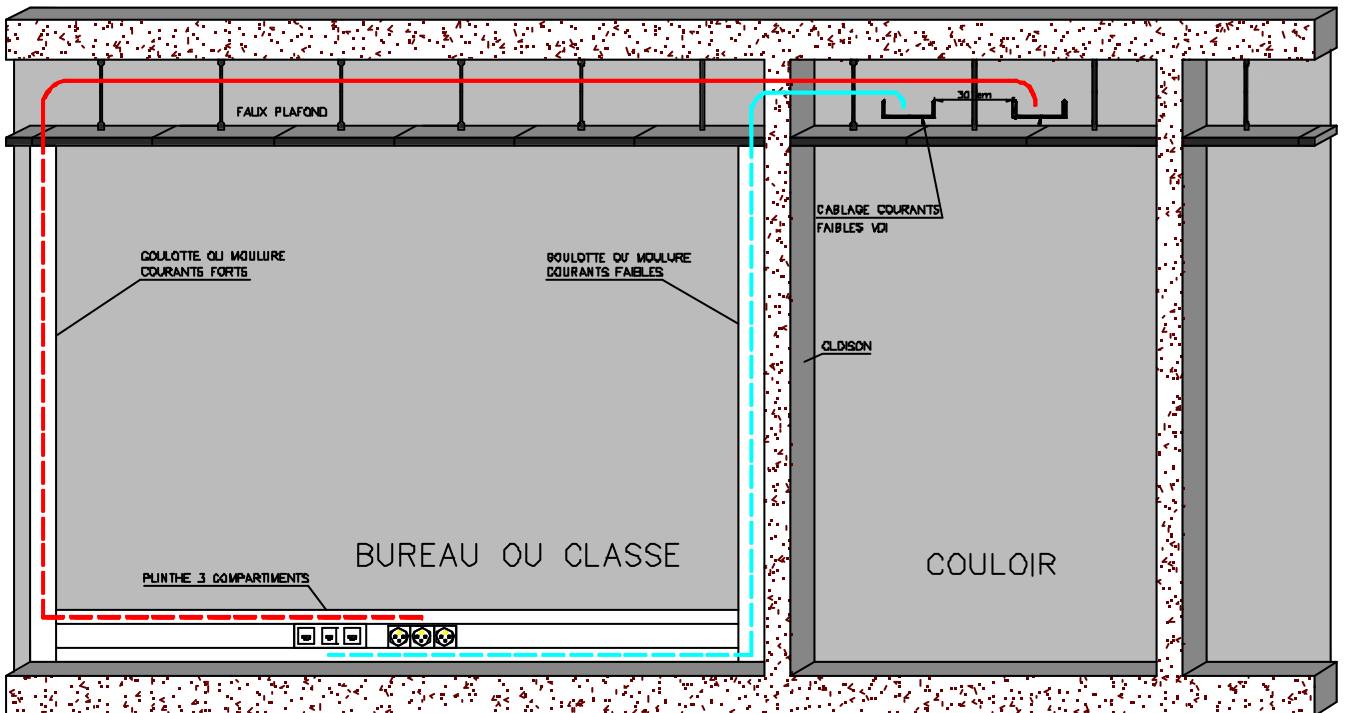 FAUX PLAFOND
30 cm
CABLAGE COURANTS
FAIBLES VDI
GOULOTTE OU MOULURE
COURANTS FORTS
GOULOTTE OU MOULURE
COURANTS FAIBLES
CLOISON
BUREAU OU CLASSE
COULOIR
PLINTHE 3 COMPARTIMENTS